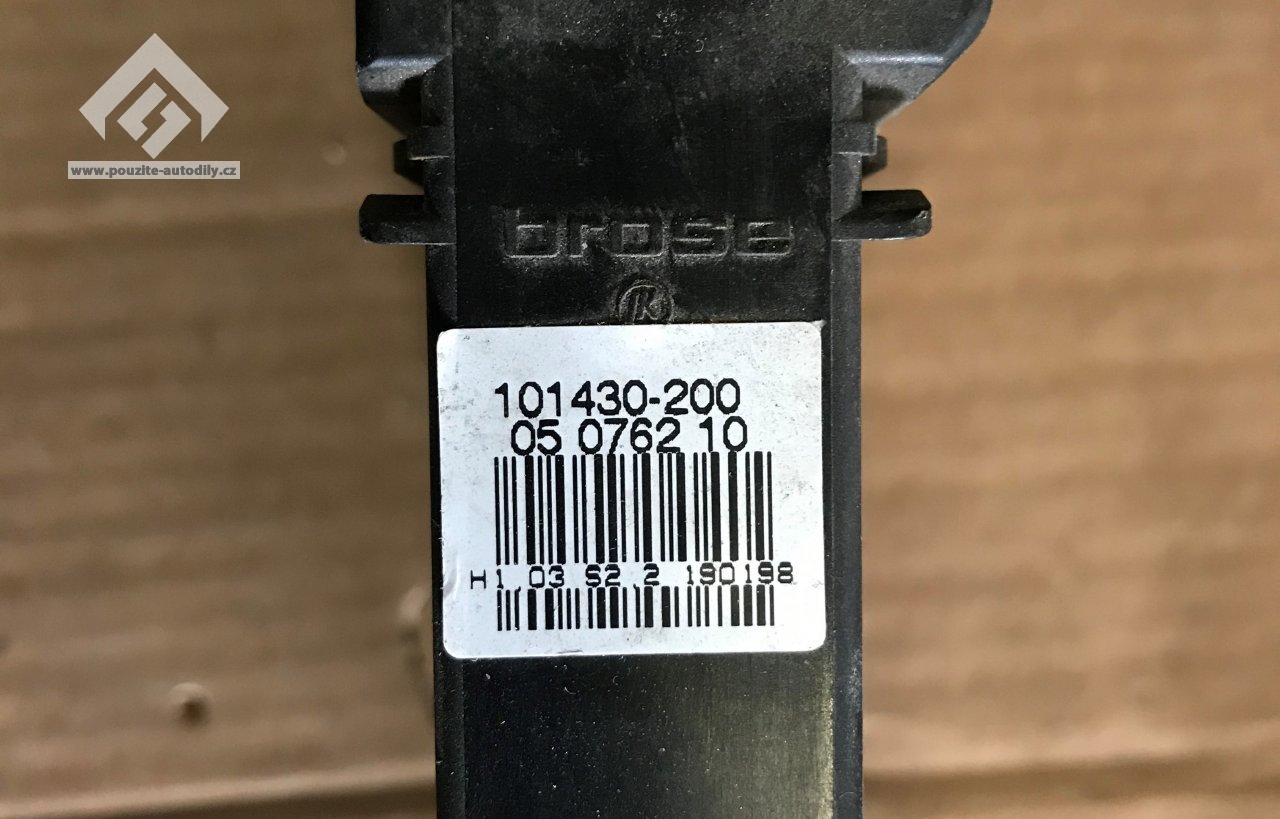 www.pouzite-autodily.cz
brose
101430-200
05 0762 10
H1 03 S2 2 190198